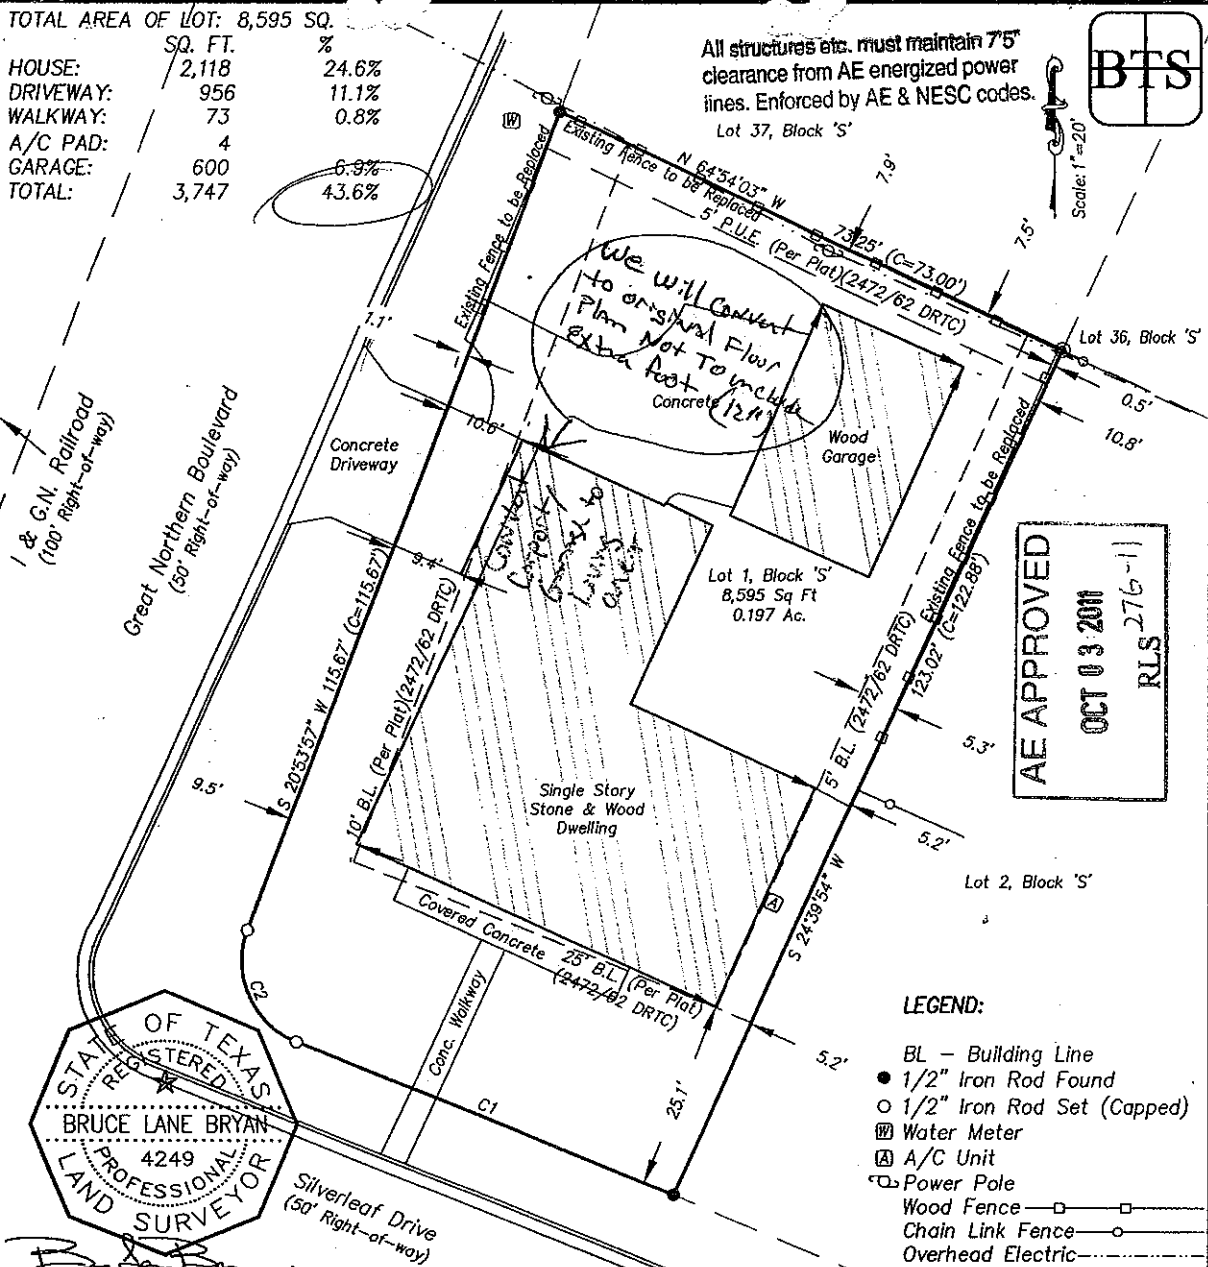 TOTAL AREA OF LOT: 8,595 SQ.
SQ. FT. %
HOUSE: 2,118 24.6%
DRIVEWAY: 956 11.1%
WALKWAY: 73 0.8%
A/C PAD: 4
GARAGE: 600 6.9%
TOTAL: 3,747 43.6%
All structures etc. must maintain 7'5"
clearance from AE energized power
lines. Enforced by AE & NESC codes.
BTS
Scale: 1"=20'
Lot 37, Block 'S'
W
Existing Fence to be Replaced
N 64°54'03" W
73.25' (C=73.00')
5' P.U.E. (Per Plat)(2472/62 DRTC)
7.9'
7.5'
Lot 36, Block 'S'
0.5'
10.8'
Existing Fence to be Replaced
We will Convert
to original Floor
Plan Not To include
extra foot
(12")
Concrete
Wood
Garage
1.1'
10.6'
Concrete
Driveway
9.4'
I & G.N. Railroad
(100' Right-of-way)
Great Northern Boulevard
(50' Right-of-way)
Carport/
to
Living
Area
Lot 1, Block 'S'
8,595 Sq Ft
0.197 Ac.
Existing Fence to be Replaced
123.02' (C=122.88')
S 24°39'54" W
5' B.L. (2472/62 DRTC)
AE APPROVED
OCT 03 2011
RLS 276-11
S 20°53'57" W 115.67' (C=115.67')
10' B.L. (Per Plat)(2472/62 DRTC)
9.5'
Single Story
Stone & Wood
Dwelling
5.3'
5.2'
Lot 2, Block 'S'
A
Covered Concrete
25' B.L. (Per Plat)
(2472/62 DRTC)
Conc. Walkway
C2
C1
25.1'
5.2'
Silverleaf Drive
(50' Right-of-way)
STATE OF TEXAS
REGISTERED
BRUCE LANE BRYAN
4249
PROFESSIONAL
LAND SURVEYOR
LEGEND:
BL - Building Line
1/2" Iron Rod Found
1/2" Iron Rod Set (Capped)
W Water Meter
A A/C Unit
Power Pole
Wood Fence
Chain Link Fence
Overhead Electric